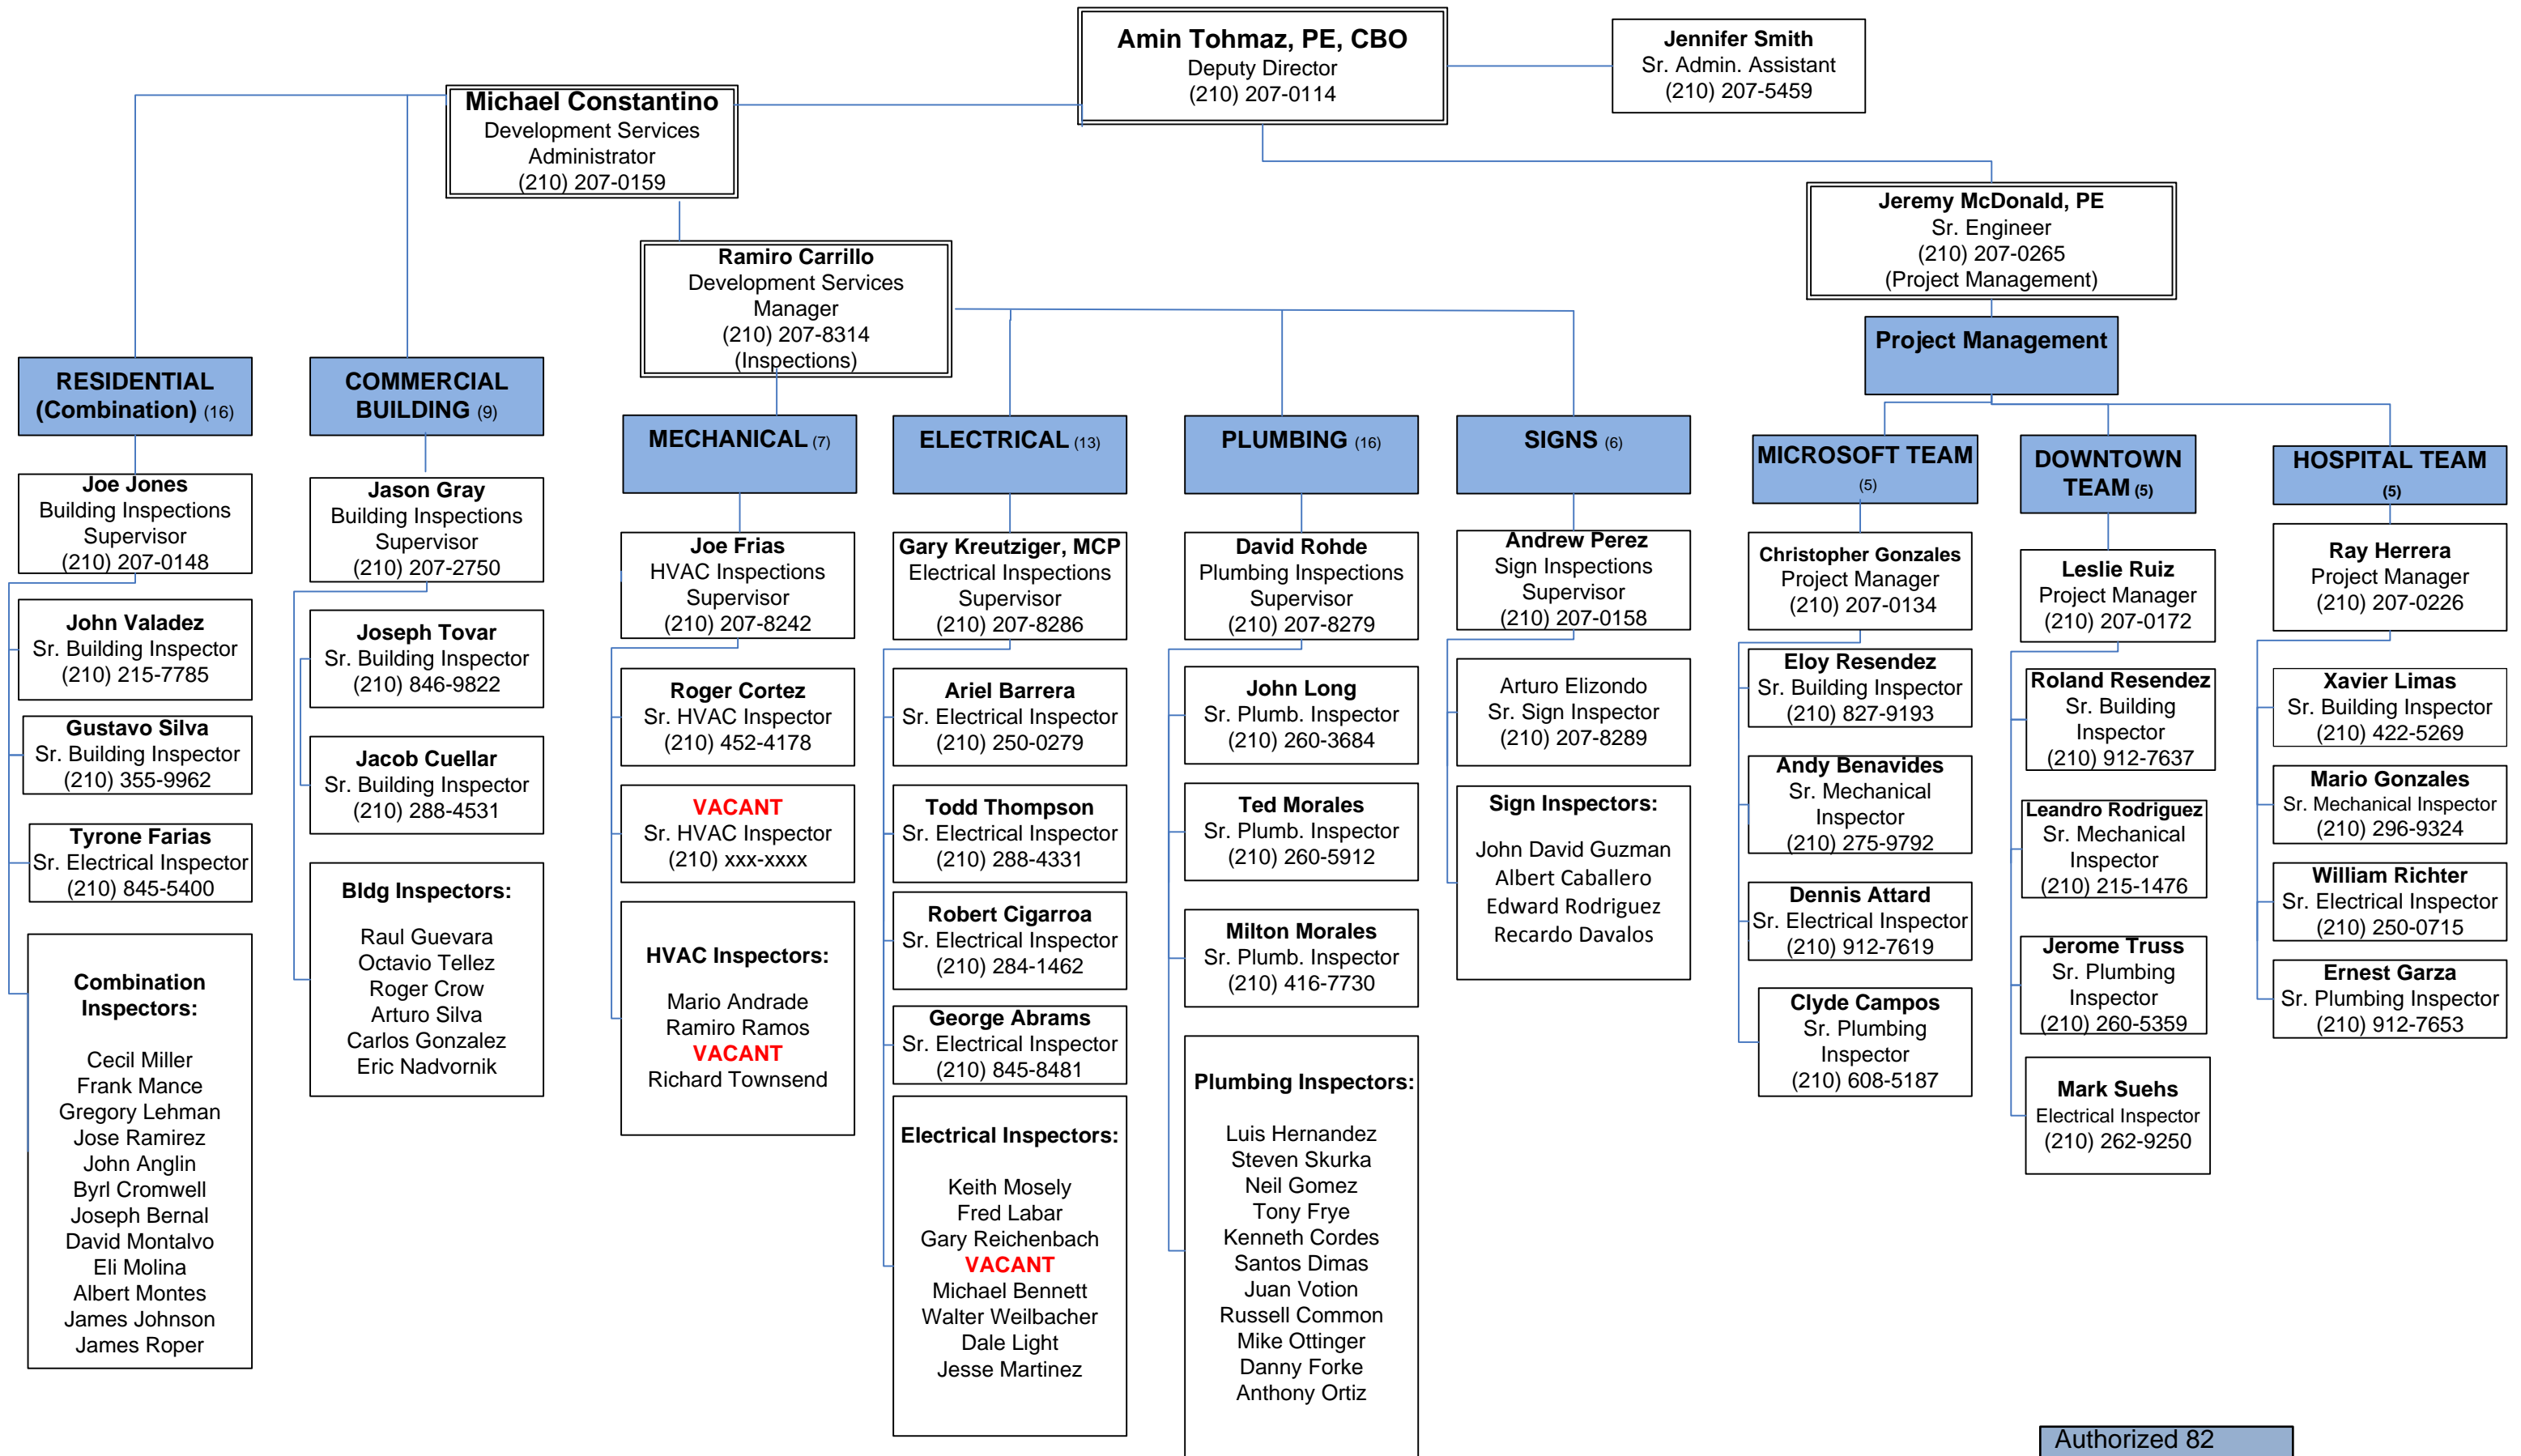 Amin Tohmaz, PE, CBO
Deputy Director
(210) 207-0114
Jennifer Smith
Sr. Admin. Assistant
(210) 207-5459
Michael Constantino
Development Services
Administrator
(210) 207-0159
Ramiro Carrillo
Development Services
Manager
(210) 207-8314
(Inspections)
Jeremy McDonald, PE
Sr. Engineer
(210) 207-0265
(Project Management)
Project Management
RESIDENTIAL
(Combination) (16)
Joe Jones
Building Inspections
Supervisor
(210) 207-0148
John Valadez
Sr. Building Inspector
(210) 215-7785
Gustavo Silva
Sr. Building Inspector
(210) 355-9962
Tyrone Farias
Sr. Electrical Inspector
(210) 845-5400
Combination
Inspectors:
Cecil Miller
Frank Mance
Gregory Lehman
Jose Ramirez
John Anglin
Byrl Cromwell
Joseph Bernal
David Montalvo
Eli Molina
Albert Montes
James Johnson
James Roper
COMMERCIAL
BUILDING (9)
Jason Gray
Building Inspections
Supervisor
(210) 207-2750
Joseph Tovar
Sr. Building Inspector
(210) 846-9822
Jacob Cuellar
Sr. Building Inspector
(210) 288-4531
Bldg Inspectors:
Raul Guevara
Octavio Tellez
Roger Crow
Arturo Silva
Carlos Gonzalez
Eric Nadvornik
MECHANICAL (7)
Joe Frias
HVAC Inspections
Supervisor
(210) 207-8242
Roger Cortez
Sr. HVAC Inspector
(210) 452-4178
VACANT
Sr. HVAC Inspector
(210) xxx-xxxx
HVAC Inspectors:
Mario Andrade
Ramiro Ramos
VACANT
Richard Townsend
ELECTRICAL (13)
Gary Kreutziger, MCP
Electrical Inspections
Supervisor
(210) 207-8286
Ariel Barrera
Sr. Electrical Inspector
(210) 250-0279
Todd Thompson
Sr. Electrical Inspector
(210) 288-4331
Robert Cigarroa
Sr. Electrical Inspector
(210) 284-1462
George Abrams
Sr. Electrical Inspector
(210) 845-8481
Electrical Inspectors:
Keith Mosely
Fred Labar
Gary Reichenbach
VACANT
Michael Bennett
Walter Weilbacher
Dale Light
Jesse Martinez
PLUMBING (16)
David Rohde
Plumbing Inspections
Supervisor
(210) 207-8279
John Long
Sr. Plumb. Inspector
(210) 260-3684
Ted Morales
Sr. Plumb. Inspector
(210) 260-5912
Milton Morales
Sr. Plumb. Inspector
(210) 416-7730
Plumbing Inspectors:
Luis Hernandez
Steven Skurka
Neil Gomez
Tony Frye
Kenneth Cordes
Santos Dimas
Juan Votion
Russell Common
Mike Ottinger
Danny Forke
Anthony Ortiz
SIGNS (6)
Andrew Perez
Sign Inspections
Supervisor
(210) 207-0158
Arturo Elizondo
Sr. Sign Inspector
(210) 207-8289
Sign Inspectors:
John David Guzman
Albert Caballero
Edward Rodriguez
Recardo Davalos
MICROSOFT TEAM
(5)
Christopher Gonzales
Project Manager
(210) 207-0134
Eloy Resendez
Sr. Building Inspector
(210) 827-9193
Andy Benavides
Sr. Mechanical
Inspector
(210) 275-9792
Dennis Attard
Sr. Electrical Inspector
(210) 912-7619
Clyde Campos
Sr. Plumbing
Inspector
(210) 608-5187
DOWNTOWN
TEAM (5)
Leslie Ruiz
Project Manager
(210) 207-0172
Roland Resendez
Sr. Building
Inspector
(210) 912-7637
Leandro Rodriguez
Sr. Mechanical
Inspector
(210) 215-1476
Jerome Truss
Sr. Plumbing
Inspector
(210) 260-5359
Mark Suehs
Electrical Inspector
(210) 262-9250
HOSPITAL TEAM
(5)
Ray Herrera
Project Manager
(210) 207-0226
Xavier Limas
Sr. Building Inspector
(210) 422-5269
Mario Gonzales
Sr. Mechanical Inspector
(210) 296-9324
William Richter
Sr. Electrical Inspector
(210) 250-0715
Ernest Garza
Sr. Plumbing Inspector
(210) 912-7653
Authorized 82